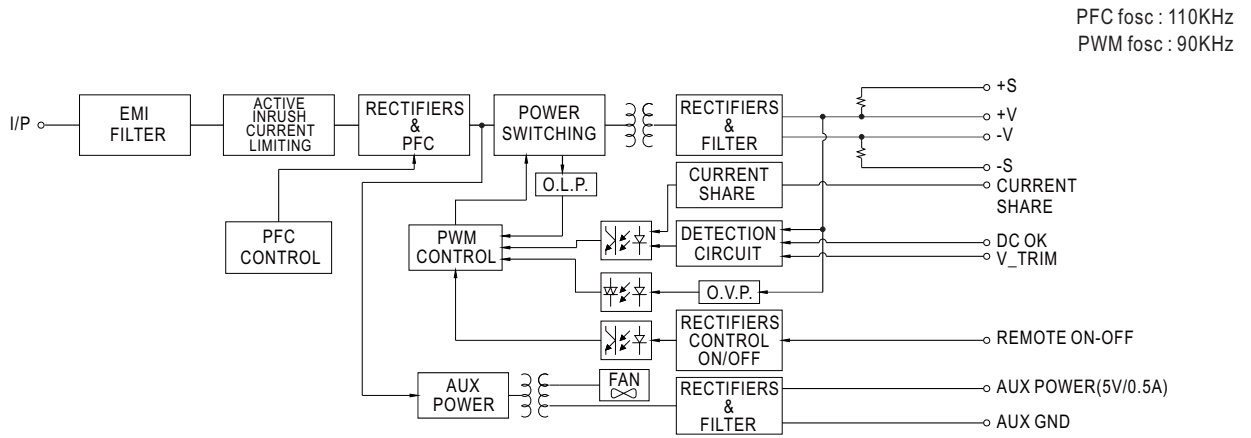 PFC fosc : 110KHz
PWM fosc : 90KHz
I/P
EMI
FILTER
ACTIVE
INRUSH
CURRENT
LIMITING
RECTIFIERS
&
PFC
POWER
SWITCHING
RECTIFIERS
&
FILTER
+S
+V
-V
-S
O.L.P.
CURRENT
SHARE
CURRENT
SHARE
PFC
CONTROL
PWM
CONTROL
DETECTION
CIRCUIT
DC OK
V_TRIM
O.V.P.
RECTIFIERS
CONTROL
ON/OFF
REMOTE ON-OFF
AUX
POWER
FAN
RECTIFIERS
&
FILTER
AUX POWER(5V/0.5A)
AUX GND